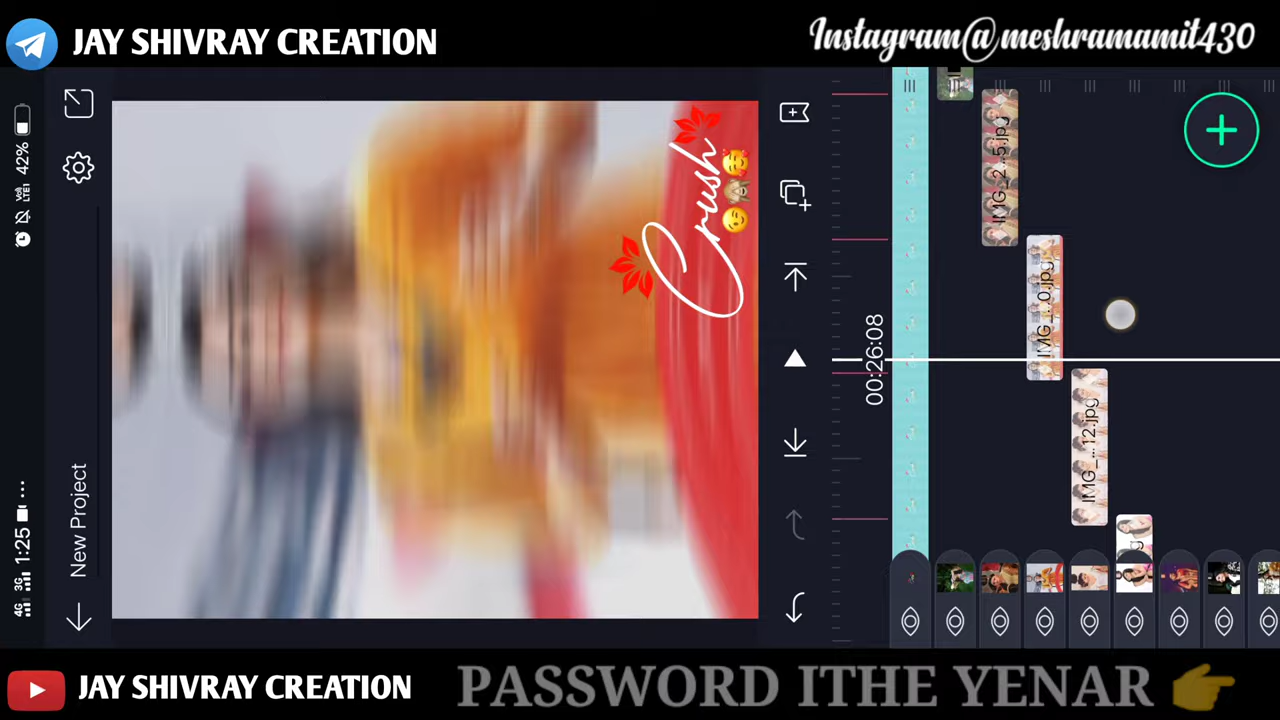 JAY SHIVRAY CREATION
Instagram@meshramamit430
42%
1:25
New Project
Crush
00:26:08
IMG_2...5.jpg
IMG_...0.jpg
IMG_...12.jpg
JAY SHIVRAY CREATION
PASSWORD ITHE YENAR